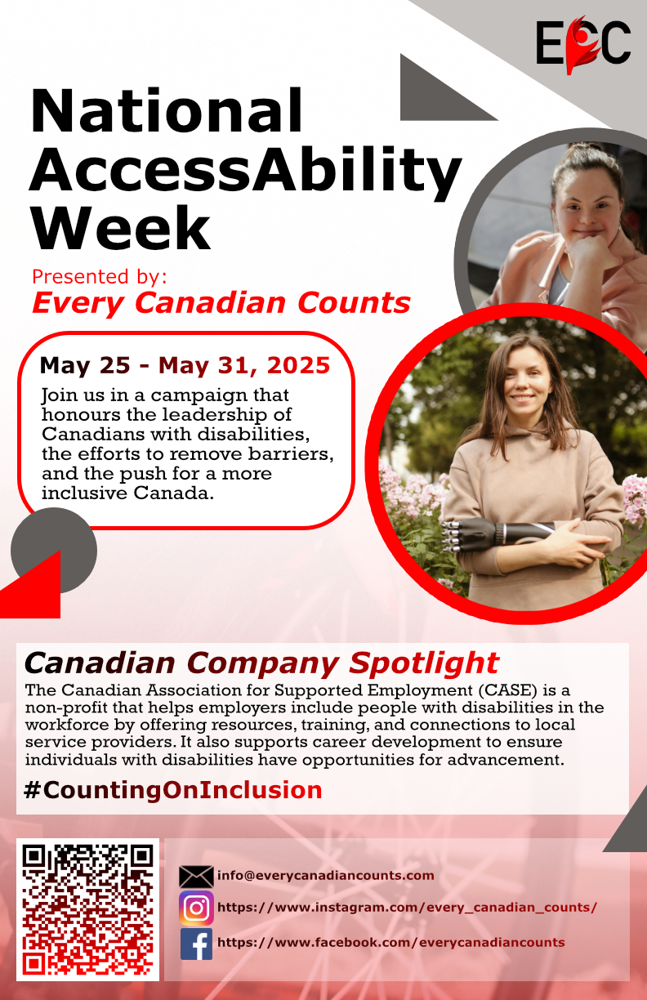 ECC
National
AccessAbility
Week
Presented by:
Every Canadian Counts
May 25 - May 31, 2025
Join us in a campaign that
honours the leadership of
Canadians with disabilities,
the efforts to remove barriers,
and the push for a more
inclusive Canada.
Canadian Company Spotlight
The Canadian Association for Supported Employment (CASE) is a
non-profit that helps employers include people with disabilities in the
workforce by offering resources, training, and connections to local
service providers. It also supports career development to ensure
individuals with disabilities have opportunities for advancement.
#CountingOnInclusion
info@everycanadiancounts.com
https://www.instagram.com/every_canadian_counts/
https://www.facebook.com/everycanadiancounts